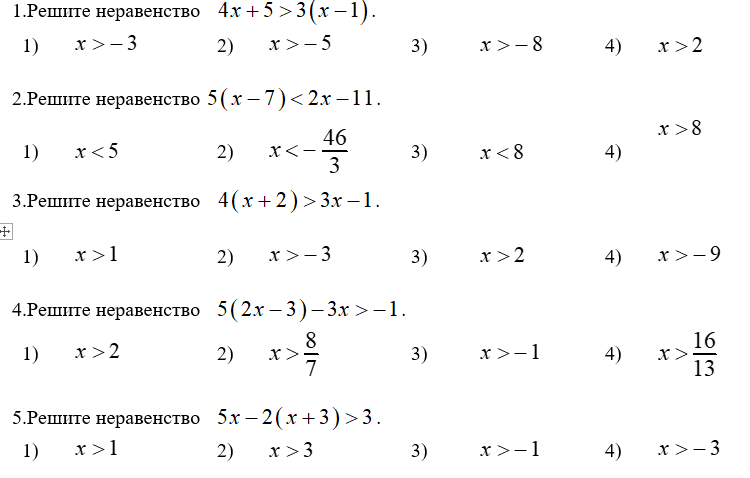 1.Решите неравенство 4x + 5 > 3(x − 1).
1) x > − 3 2) x > − 5 3) x > − 8 4) x > 2
2.Решите неравенство 5(x − 7) < 2x − 11.
1) x < 5 2) x < − 46/3 3) x < 8 4) x > 8
3.Решите неравенство 4(x + 2) > 3x − 1.
1) x > 1 2) x > − 3 3) x > 2 4) x > − 9
4.Решите неравенство 5(2x − 3) − 3x > −1.
1) x > 2 2) x > 8/7 3) x > − 1 4) x > 16/13
5.Решите неравенство 5x − 2(x + 3) > 3.
1) x > 1 2) x > 3 3) x > − 1 4) x > − 3